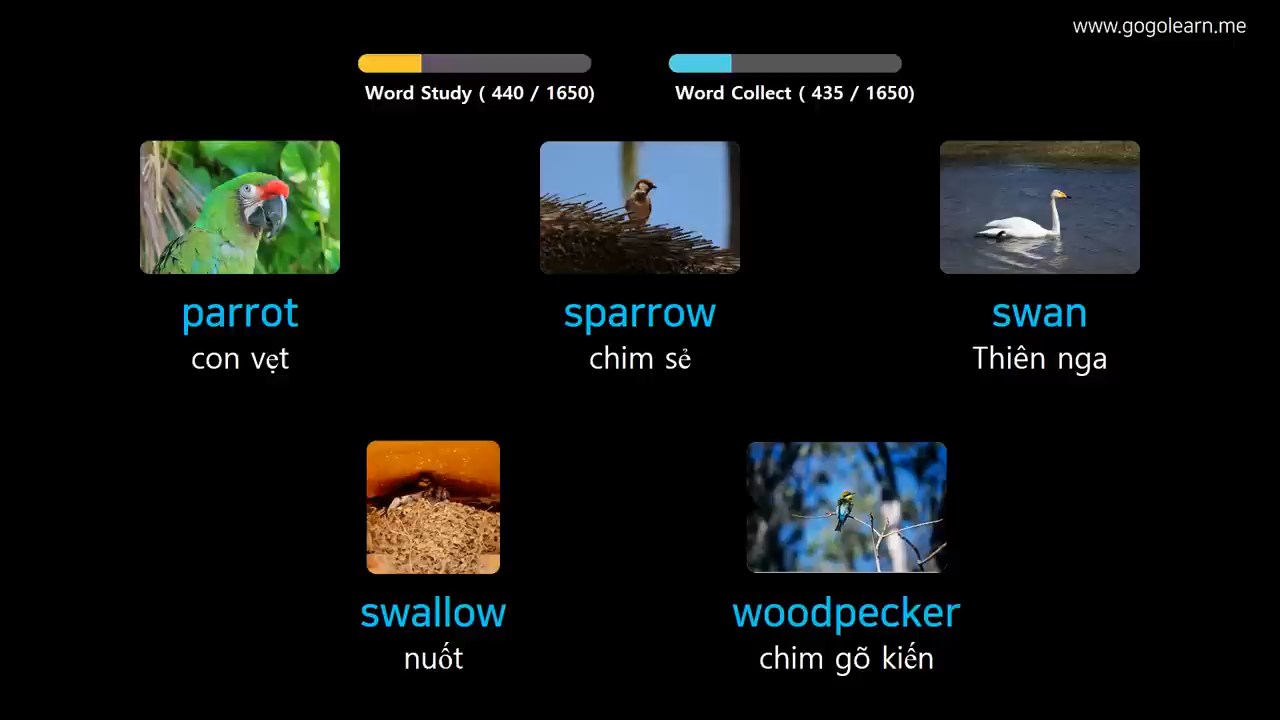 www.gogolearn.me
Word Study ( 440 / 1650)
Word Collect ( 435 / 1650)
parrot
con vẹt
sparrow
chim sẻ
swan
Thiên nga
swallow
nuốt
woodpecker
chim gõ kiến